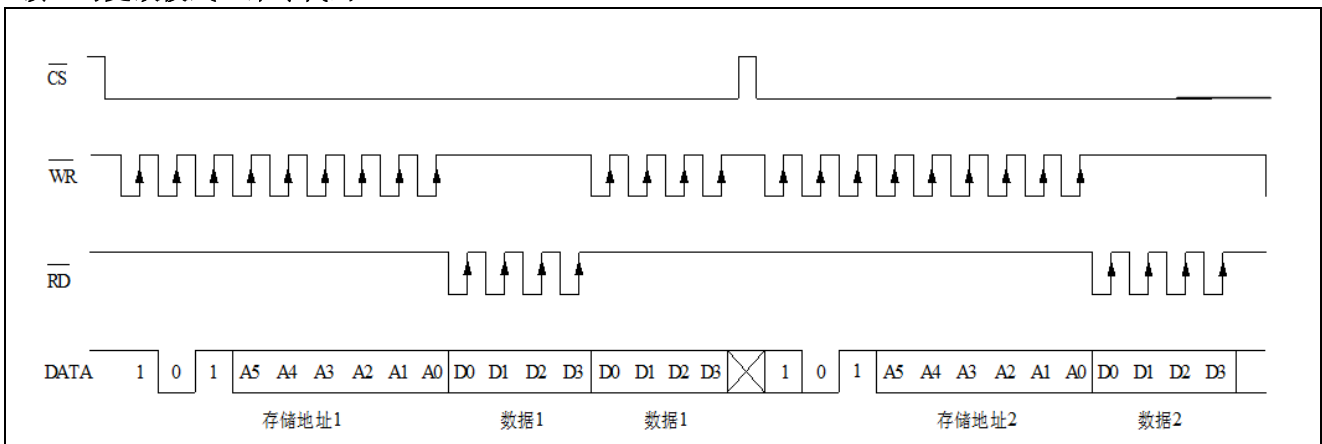 CS
WR
RD
DATA 1 0 1 A5 A4 A3 A2 A1 A0 D0 D1 D2 D3 D0 D1 D2 D3 1 0 1 A5 A4 A3 A2 A1 A0 D0 D1 D2 D3
存储地址1 数据1 数据1 存储地址2 数据2